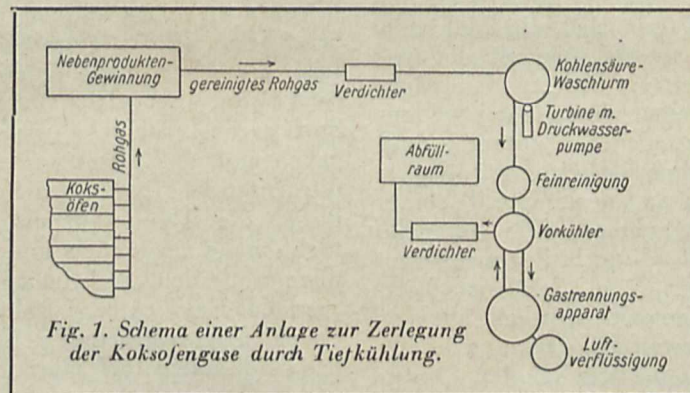 Nebenprodukten-
Gewinnung
gereinigtes Rohgas
Verdichter
Kohlensäure-
Waschturm
Turbine m.
Druckwasser-
pumpe
Rohgas
Koks-
öfen
Abfüll-
raum
Feinreinigung
Verdichter
Vorkühler
Gastrennungs-
apparat
Luft-
verflüssigung
Fig. 1. Schema einer Anlage zur Zerlegung
der Koksofengase durch Tiefkühlung.